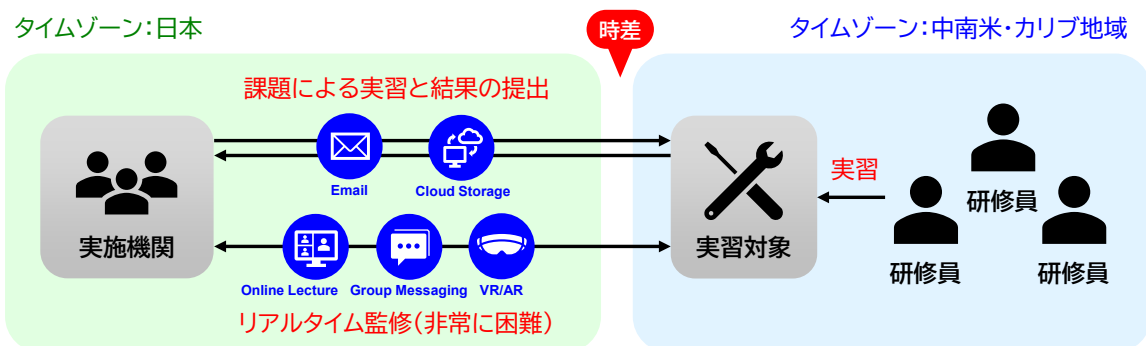 タイムゾーン：日本
時差
タイムゾーン：中南米・カリブ地域
課題による実習と結果の提出
Email
Cloud Storage
実施機関
実習対象
実習
研修員
研修員
研修員
Online Lecture
Group Messaging
VR/AR
リアルタイム監修（非常に困難）